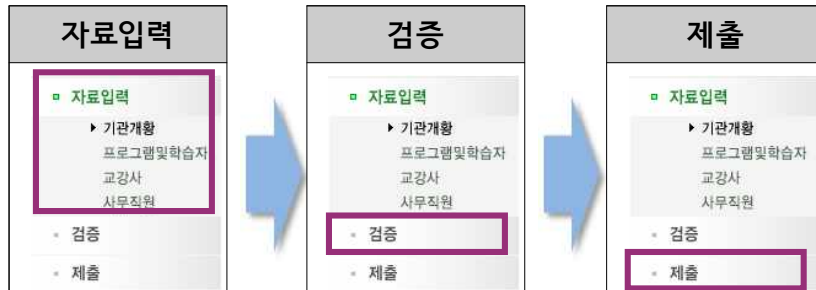 자료입력
자료입력
기관개황
프로그램및학습자
교강사
사무직원
검증
제출
검증
자료입력
기관개황
프로그램및학습자
교강사
사무직원
검증
제출
제출
자료입력
기관개황
프로그램및학습자
교강사
사무직원
검증
제출